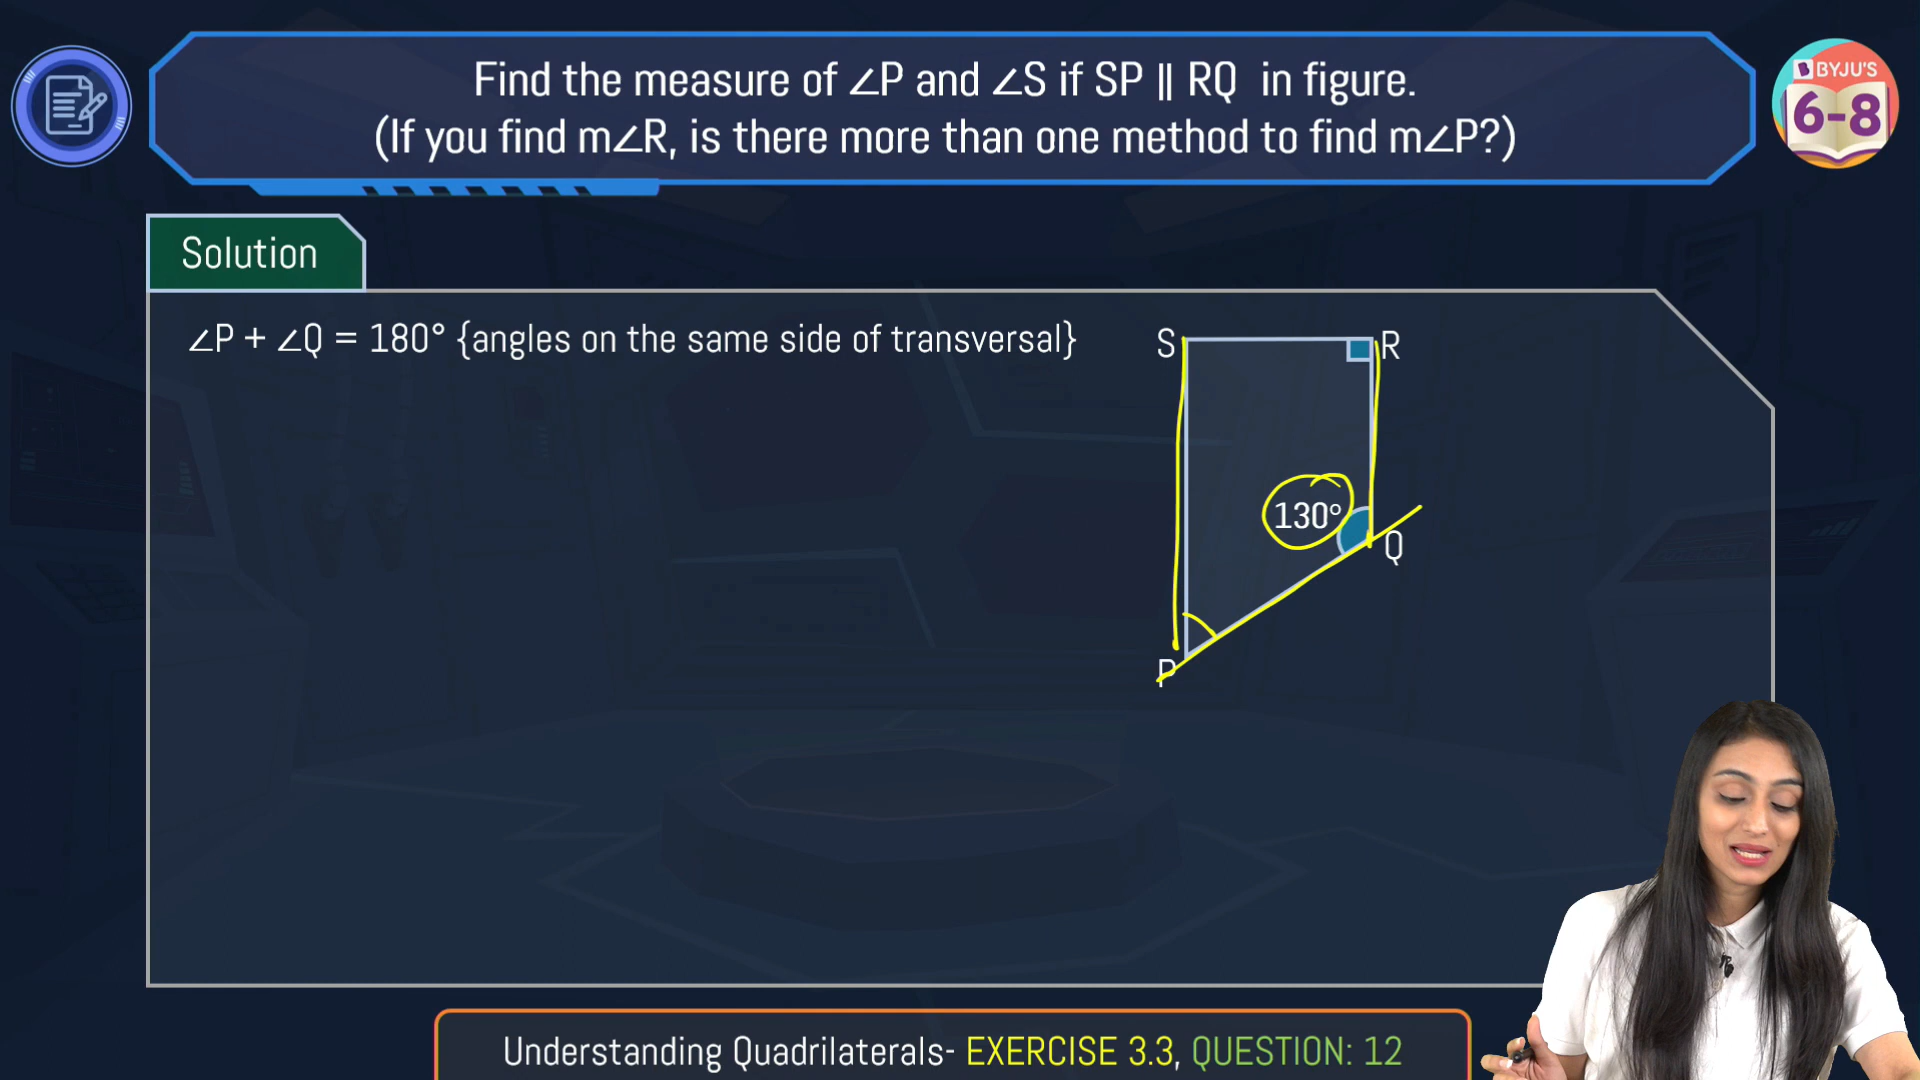 Find the measure of ∠P and ∠S if SP || RQ in figure.
(If you find m∠R, is there more than one method to find m∠P?)
BYJU'S
6-8
Solution
∠P + ∠Q = 180° {angles on the same side of transversal}
S
R
130°
Q
P
Understanding Quadrilaterals- EXERCISE 3.3, QUESTION: 12